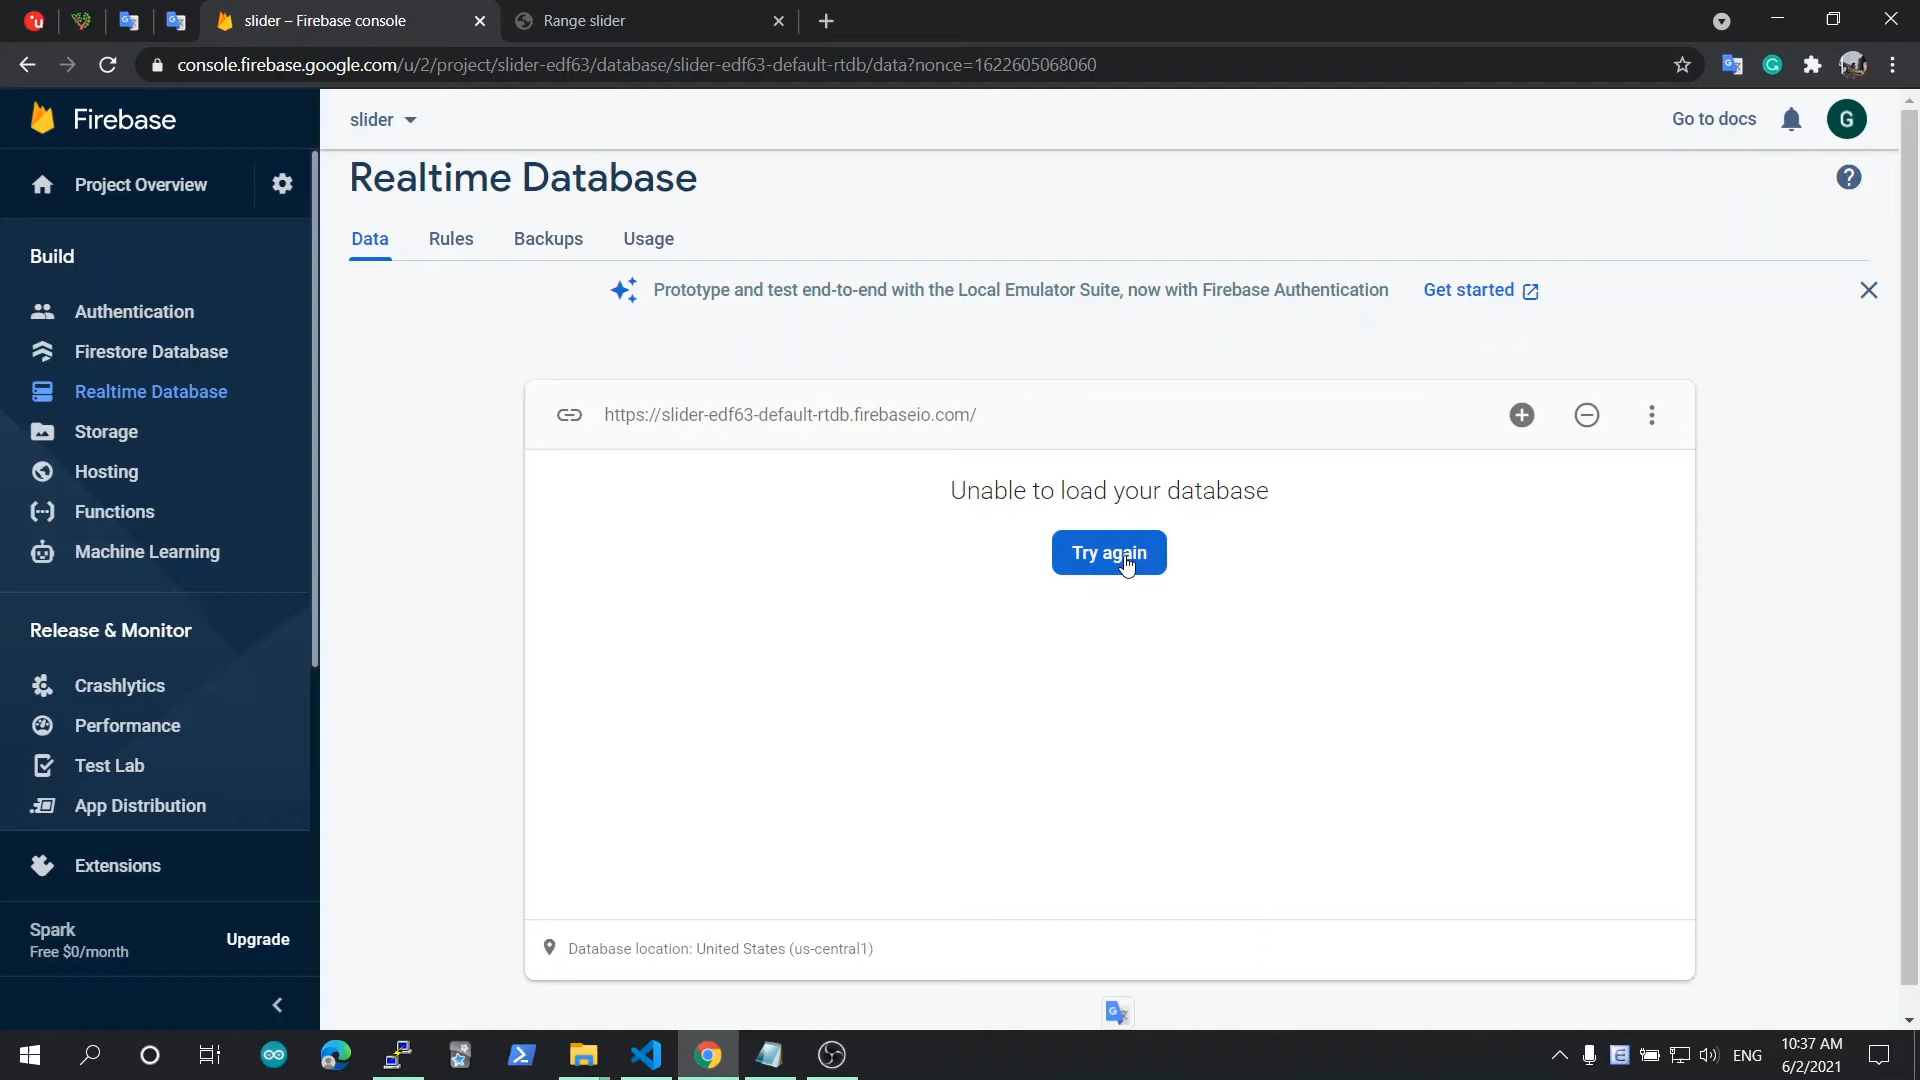 slider – Firebase console
Range slider
console.firebase.google.com/u/2/project/slider-edf63/database/slider-edf63-default-rtdb/data?nonce=1622605068060
Firebase
slider
Go to docs
G
Project Overview
Realtime Database
Data Rules Backups Usage
Build
Prototype and test end-to-end with the Local Emulator Suite, now with Firebase Authentication Get started
Authentication
Firestore Database
Realtime Database
Storage
Hosting
Functions
Machine Learning
https://slider-edf63-default-rtdb.firebaseio.com/
Unable to load your database
Try again
Release & Monitor
Crashlytics
Performance
Test Lab
App Distribution
Extensions
Spark
Free $0/month
Upgrade
Database location: United States (us-central1)
ENG
10:37 AM
6/2/2021